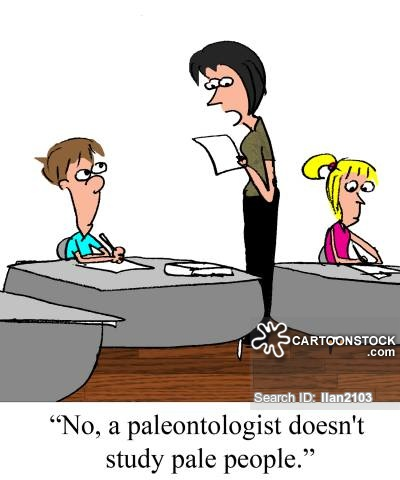 CARTOONSTOCK
.com
Search ID: llan2103
“No, a paleontologist doesn't
study pale people.”